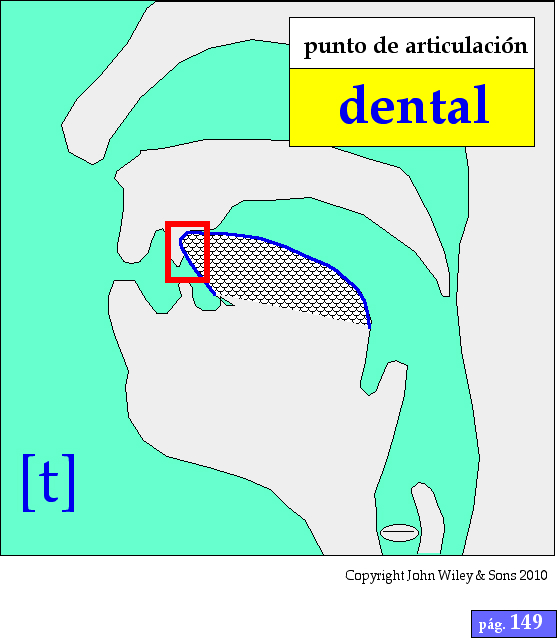 punto de articulación
dental
[t]
Copyright John Wiley & Sons 2010
pág. 149